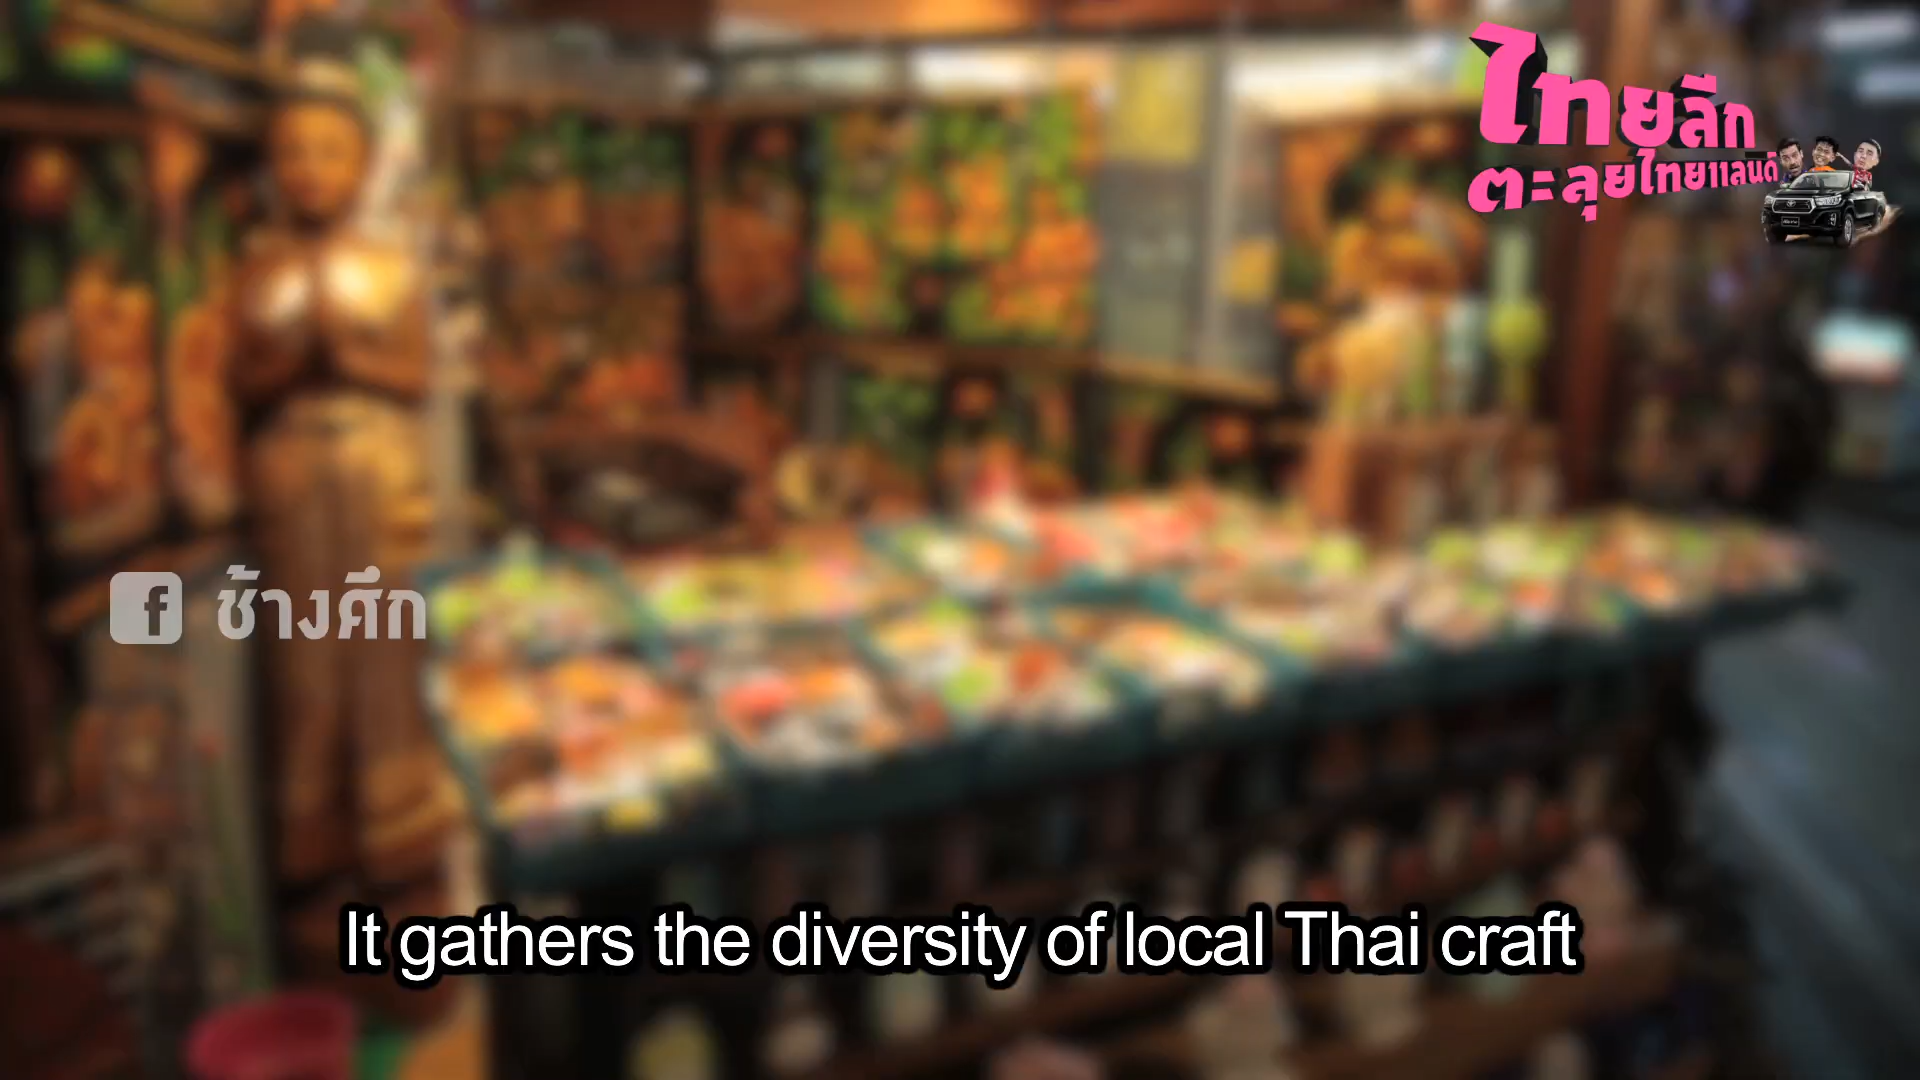 ไทยลีก
ตะลุยไทยแลนด์
ช้างศึก
It gathers the diversity of local Thai craft